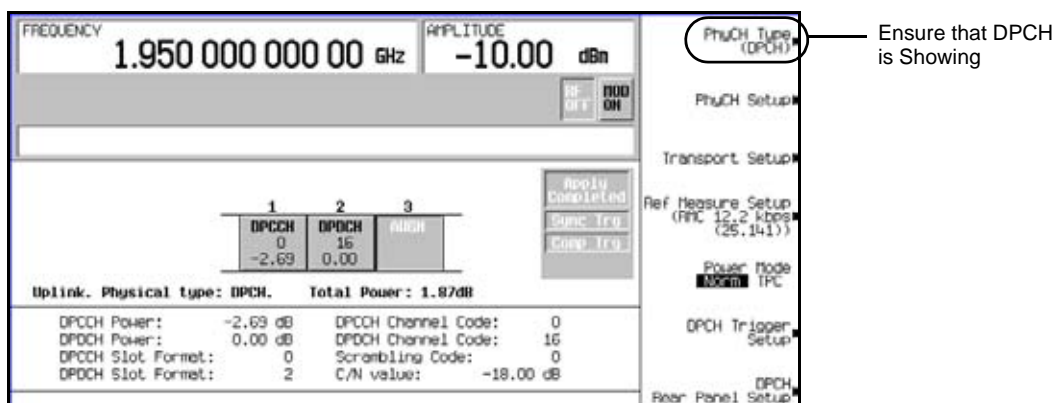 FREQUENCY
1.950 000 000 00 GHz
AMPLITUDE
-10.00 dBm
RF OFF
MOD ON
Apply Completed
Sync Trg
Comp Trg
1 2 3
DPCCH DPDCH AWGN
0 16
-2.69 0.00
Uplink. Physical type: DPCH. Total Power: 1.87dB
DPCCH Power: -2.69 dB DPCCH Channel Code: 0
DPDCH Power: 0.00 dB DPDCH Channel Code: 16
DPCCH Slot Format: 0 Scrambling Code: 0
DPDCH Slot Format: 2 C/N value: -18.00 dB
PhyCH Type
(DPCH)
PhyCH Setup
Transport Setup
Ref Measure Setup
(RMC 12.2 kbps
(25.141))
Power Mode
Norm TPC
DPCH Trigger
Setup
DPCH
Rear Panel Setup
Ensure that DPCH
is Showing